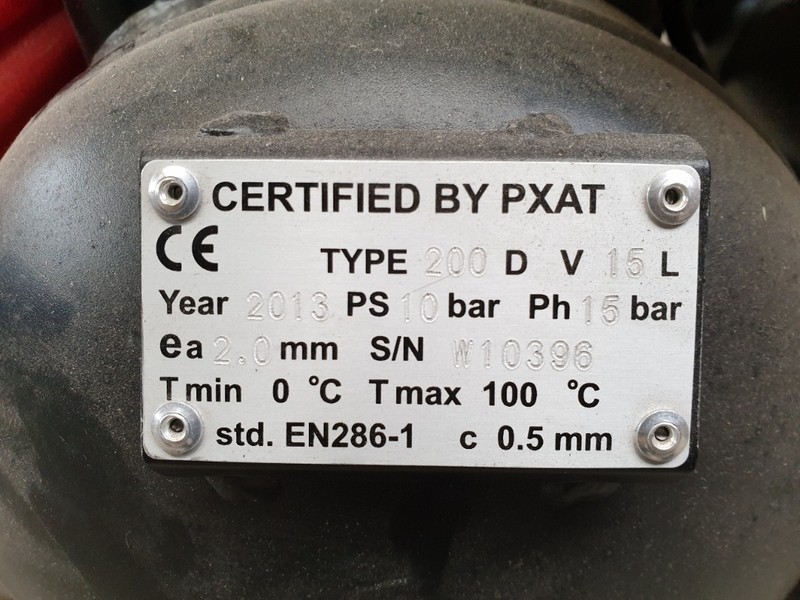 CERTIFIED BY PXAT
CE TYPE 200 D V 15 L
Year 2013 PS 10 bar Ph 15 bar
ea 2.0 mm S/N W10396
Tmin 0 °C Tmax 100 °C
std. EN286-1 c 0.5 mm